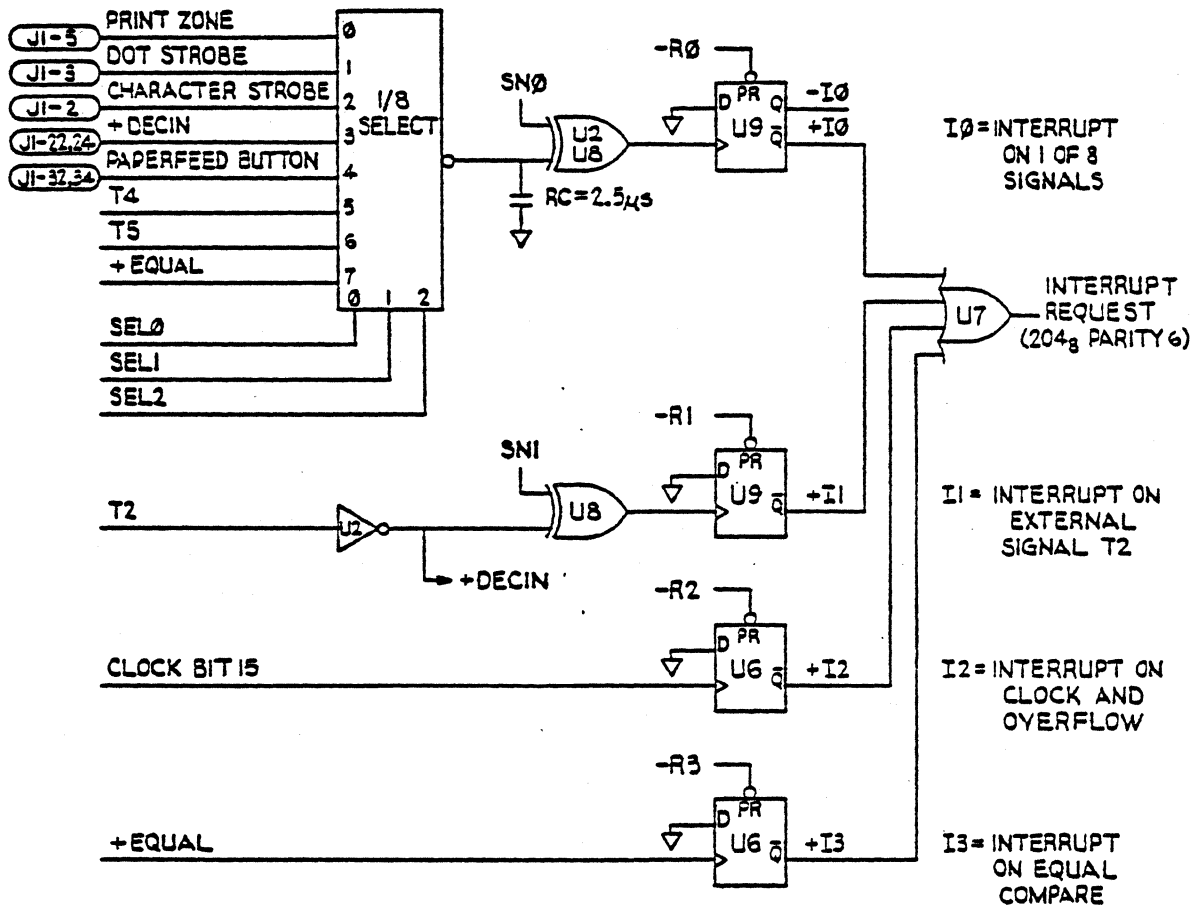 J1-5 PRINT ZONE 0
J1-3 DOT STROBE 1
J1-2 CHARACTER STROBE 2
J1-22,24 +DECIN 3
J1-32,34 PAPERFEED BUTTON 4
T4 5
T5 6
+EQUAL 7
1/8
SELECT
0 1 2
SEL0
SEL1
SEL2
SN0
U2
U8
RC=2.5µs
-R0
PR
D Q -I0
U9 +I0
Q̅
I0=INTERRUPT
ON 1 OF 8
SIGNALS
U7
INTERRUPT
REQUEST
(204₈ PARITY 6)
T2
U2
+DECIN
SN1
U8
-R1
PR
D
U9 Q̅ +I1
I1= INTERRUPT ON
EXTERNAL
SIGNAL T2
CLOCK BIT 15
-R2
PR
D
U6 Q̅ +I2
I2= INTERRUPT ON
CLOCK AND
OVERFLOW
+EQUAL
-R3
PR
D
U6 Q̅ +I3
I3= INTERRUPT
ON EQUAL
COMPARE